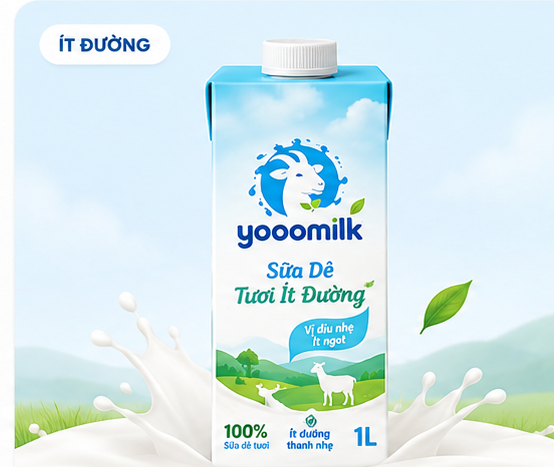 ÍT ĐƯỜNG
yooomilk
Sữa Dê
Tươi Ít Đường
Vị dịu nhẹ
ít ngọt
100%
Sữa dê tươi
ít đường
thanh nhẹ
1L